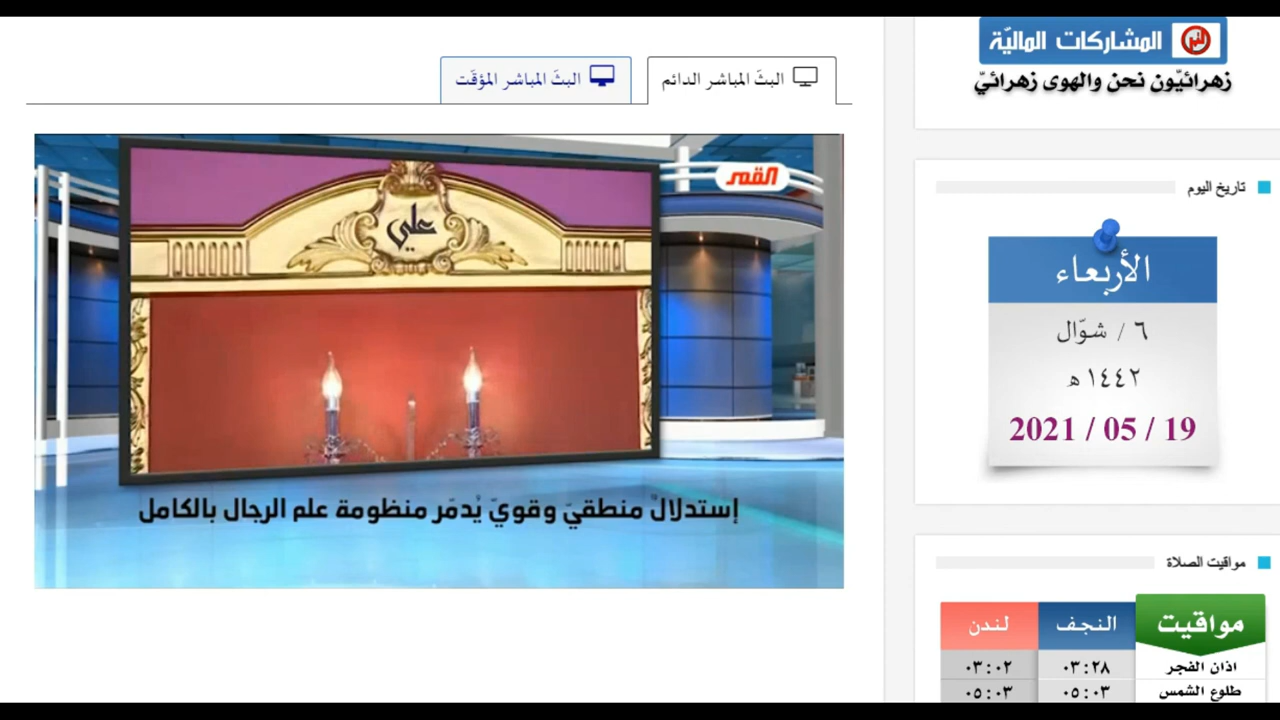 المشاركات الماليّة
زهرائيّون نحن والهوى زهرائيّ
البثّ المباشر الدائم
البثّ المباشر المؤقّت
القمر
علي
إستدلالٌ منطقيّ وقويّ يُدمّر منظومة علم الرجال بالكامل
تاريخ اليوم
الأربعاء
٦ / شوّال
١٤٤٢ ه
2021 / 05 / 19
مواقيت الصلاة
مواقيت النجف لندن
اذان الفجر ٠٣:٢٨ ٠٣:٠٢
طلوع الشمس ٠٥:٠٣ ٠٥:٠٣